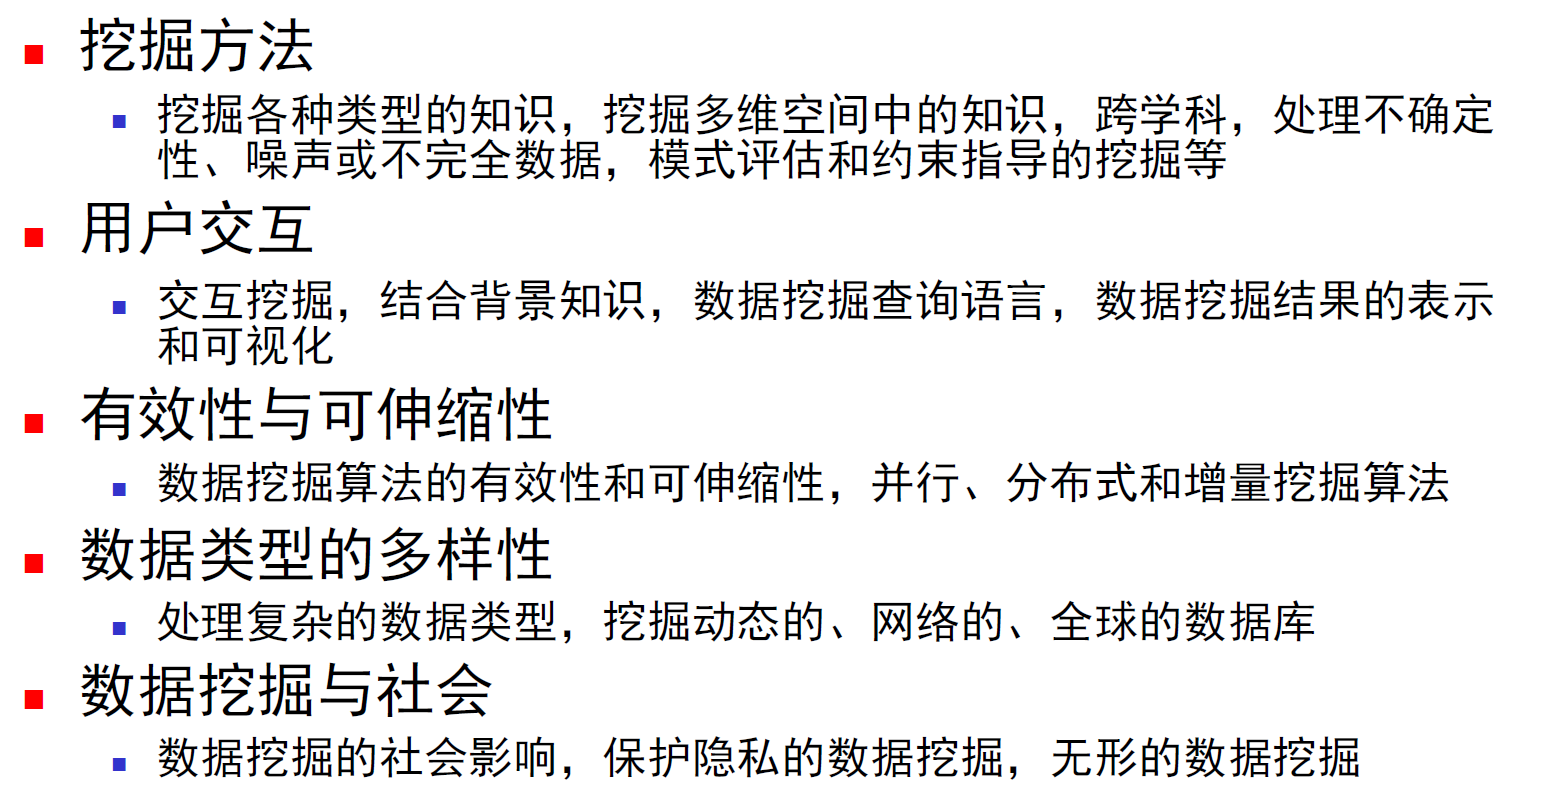 挖掘方法
挖掘各种类型的知识，挖掘多维空间中的知识，跨学科，处理不确定
性、噪声或不完全数据，模式评估和约束指导的挖掘等
用户交互
交互挖掘，结合背景知识，数据挖掘查询语言，数据挖掘结果的表示
和可视化
有效性与可伸缩性
数据挖掘算法的有效性和可伸缩性，并行、分布式和增量挖掘算法
数据类型的多样性
处理复杂的数据类型，挖掘动态的、网络的、全球的数据库
数据挖掘与社会
数据挖掘的社会影响，保护隐私的数据挖掘，无形的数据挖掘